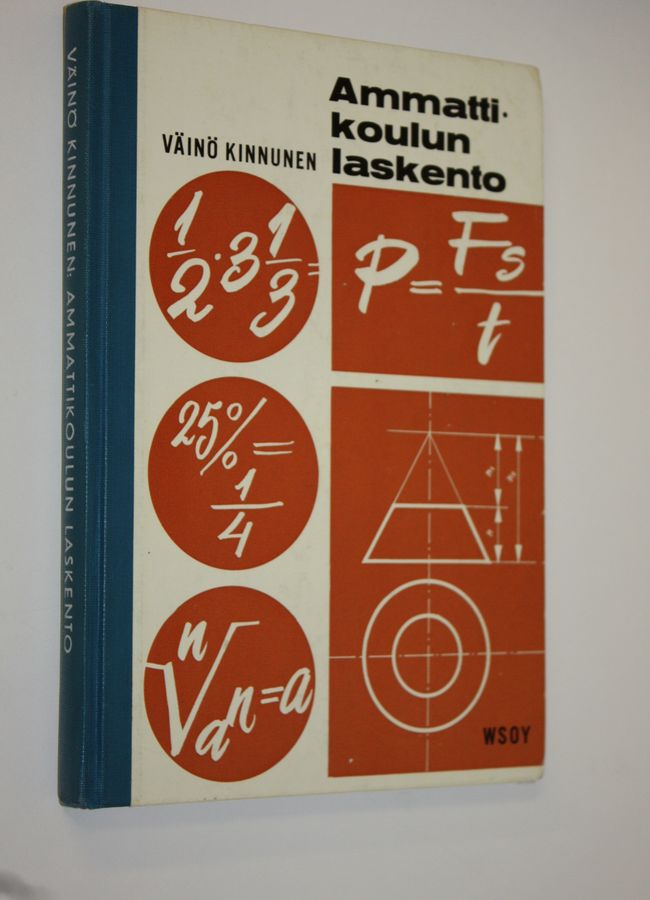 VÄINÖ KINNUNEN: AMMATTIKOULUN LASKENTO
Ammatti-
koulun
laskento
VÄINÖ KINNUNEN
1/2 · 3 1/3 =
P = Fs/t
25% = 1/4
ⁿ√aⁿ = a
WSOY